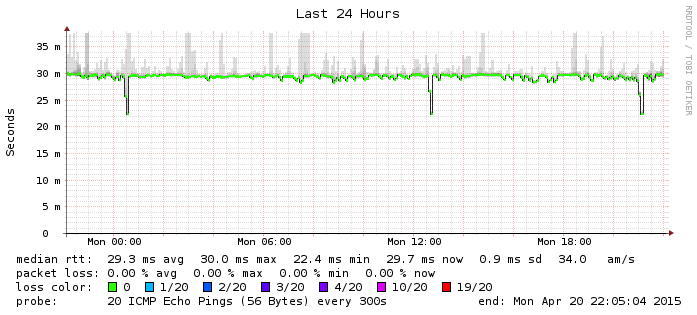 Last 24 Hours
RRDTOOL / TOBI OETIKER
Seconds
35 m
30 m
25 m
20 m
15 m
10 m
5 m
0
Mon 00:00 Mon 06:00 Mon 12:00 Mon 18:00
median rtt: 29.3 ms avg 30.0 ms max 22.4 ms min 29.7 ms now 0.9 ms sd 34.0 am/s
packet loss: 0.00 % avg 0.00 % max 0.00 % min 0.00 % now
loss color: 0 1/20 2/20 3/20 4/20 10/20 19/20
probe: 20 ICMP Echo Pings (56 Bytes) every 300s end: Mon Apr 20 22:05:04 2015